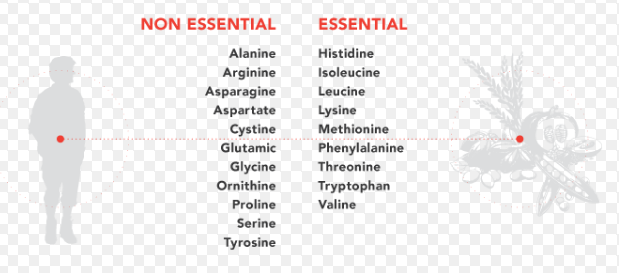 NON ESSENTIAL
Alanine
Arginine
Asparagine
Aspartate
Cystine
Glutamic
Glycine
Ornithine
Proline
Serine
Tyrosine
ESSENTIAL
Histidine
Isoleucine
Leucine
Lysine
Methionine
Phenylalanine
Threonine
Tryptophan
Valine